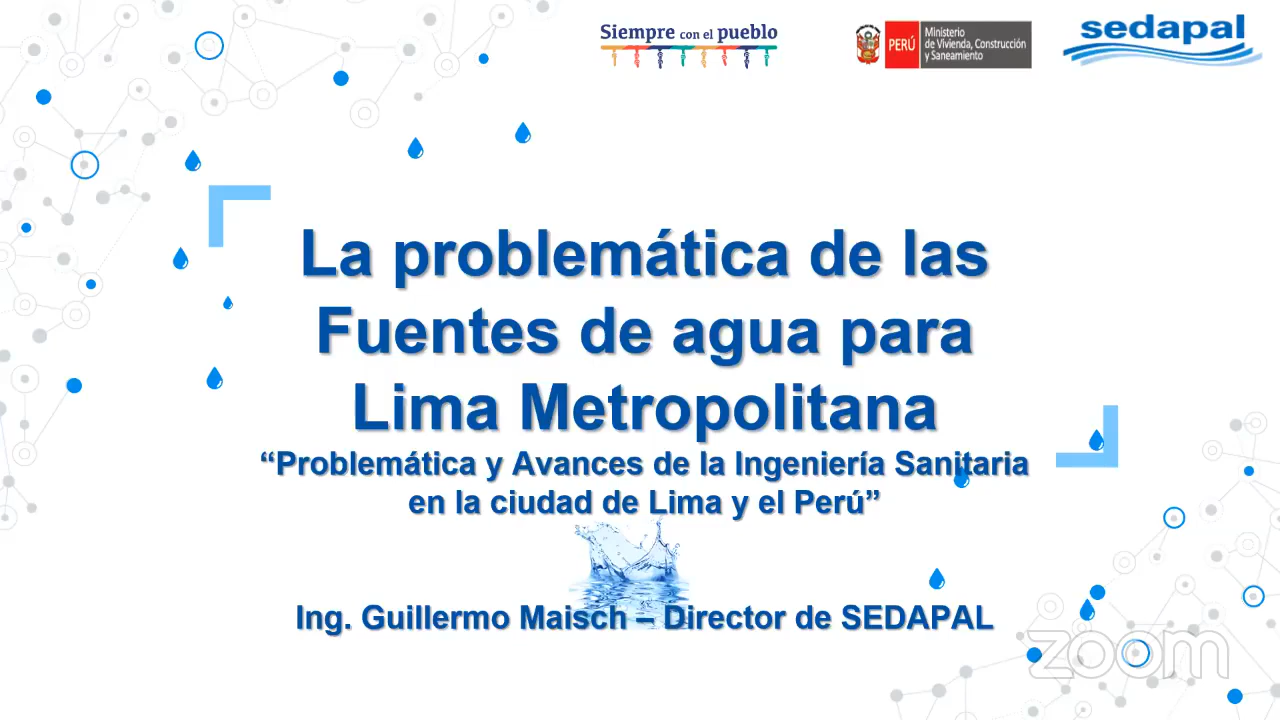 Siempre con el pueblo
PERÚ
Ministerio
de Vivienda, Construcción
y Saneamiento
sedapal
La problemática de las
Fuentes de agua para
Lima Metropolitana
“Problemática y Avances de la Ingeniería Sanitaria
en la ciudad de Lima y el Perú”
Ing. Guillermo Maisch – Director de SEDAPAL
zoom